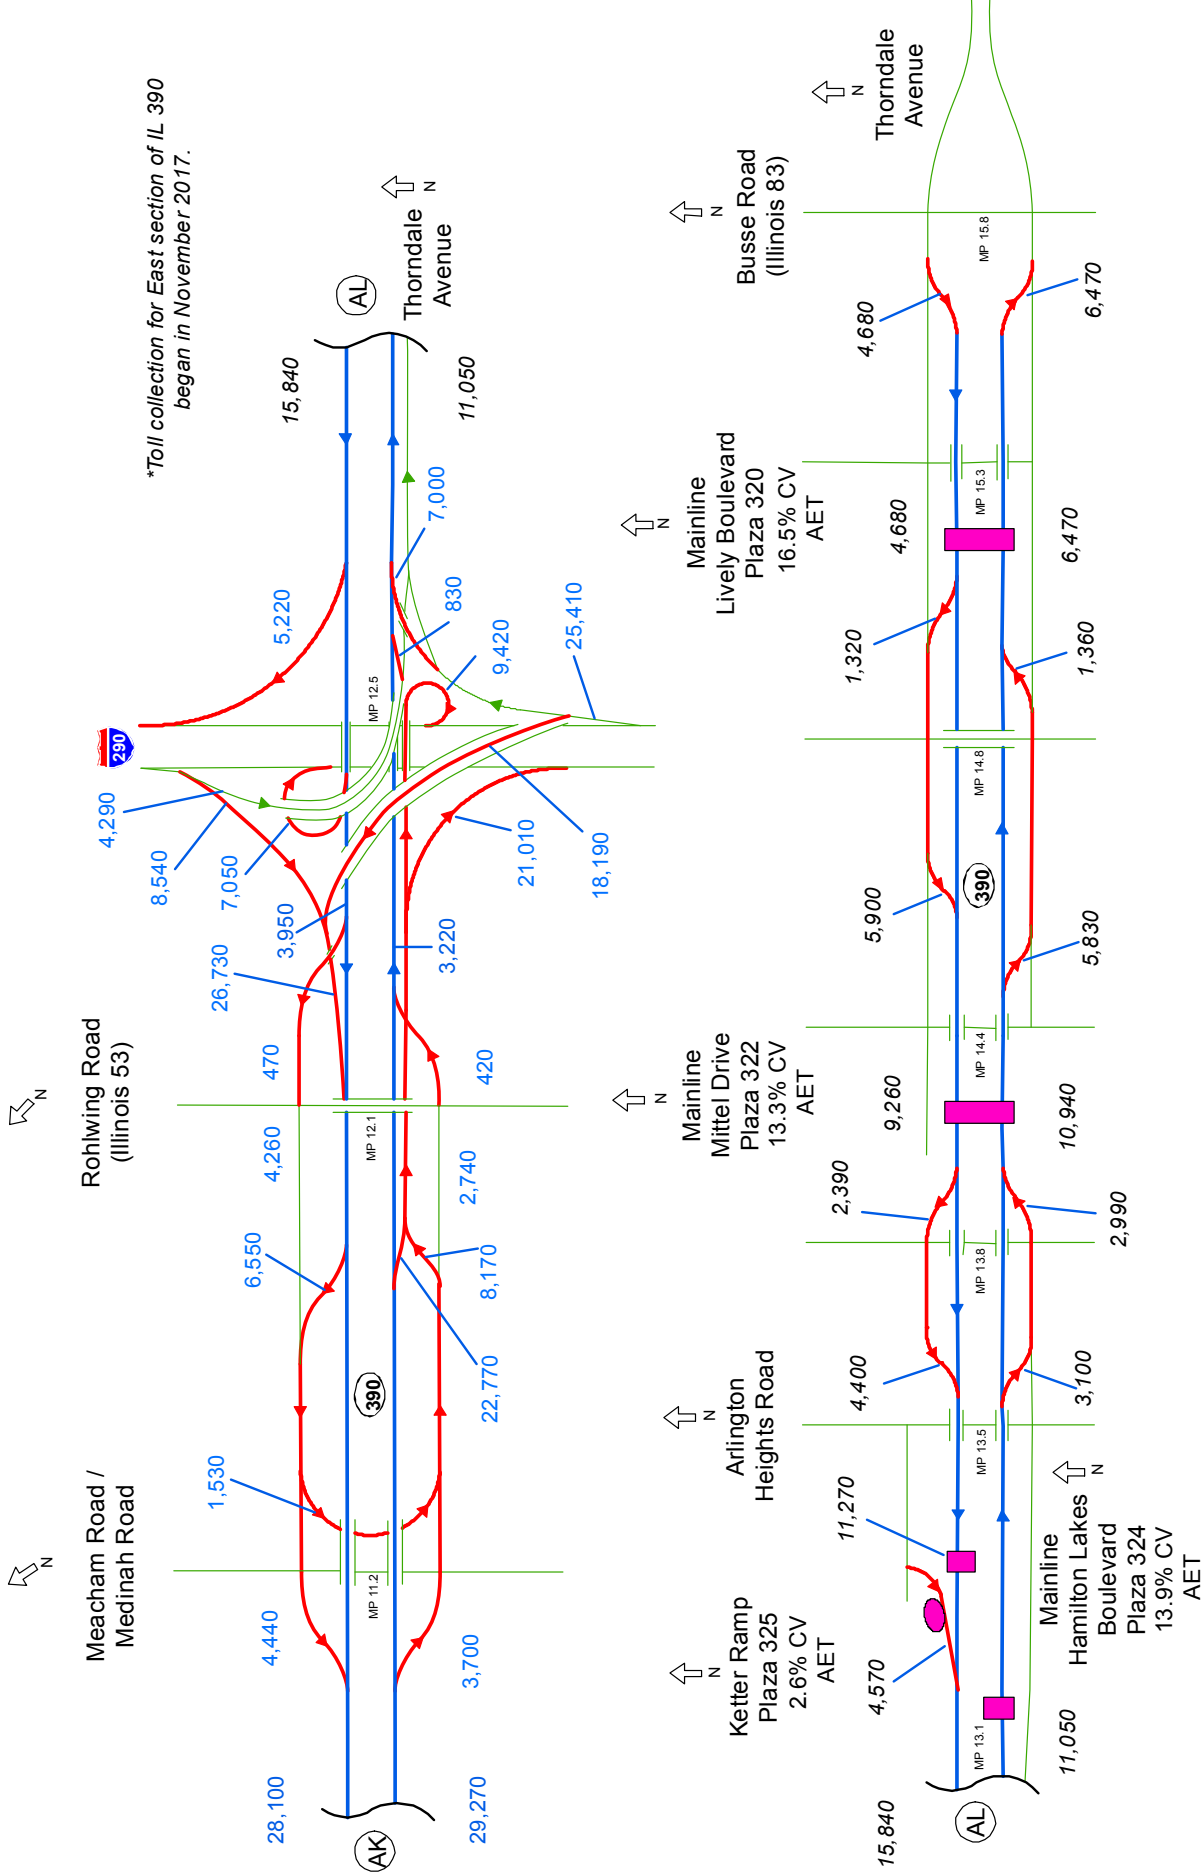 *Toll collection for East section of IL 390
began in November 2017.
Meacham Road /
Medinah Road
N
Rohlwing Road
(Illinois 53)
N
290
Thorndale
Avenue
N
AK
28,100
29,270
4,440
3,700
1,530
MP 11.2
390
6,550
22,770
8,170
4,260
2,740
MP 12.1
470
420
26,730
3,950
3,220
7,050
8,540
4,290
21,010
18,190
MP 12.5
5,220
9,420
830
25,410
7,000
15,840
11,050
AL
Ketter Ramp
Plaza 325
2.6% CV
AET
N
Arlington
Heights Road
N
Mainline
Mittel Drive
Plaza 322
13.3% CV
AET
N
Mainline
Lively Boulevard
Plaza 320
16.5% CV
AET
N
Busse Road
(Illinois 83)
N
Thorndale
Avenue
N
AL
15,840
11,050
MP 13.1
4,570
11,270
Mainline
Hamilton Lakes
Boulevard
Plaza 324
13.9% CV
AET
N
MP 13.5
4,400
3,100
MP 13.8
2,390
2,990
9,260
10,940
MP 14.4
5,900
5,830
390
MP 14.8
1,320
1,360
4,680
6,470
MP 15.3
4,680
6,470
MP 15.8